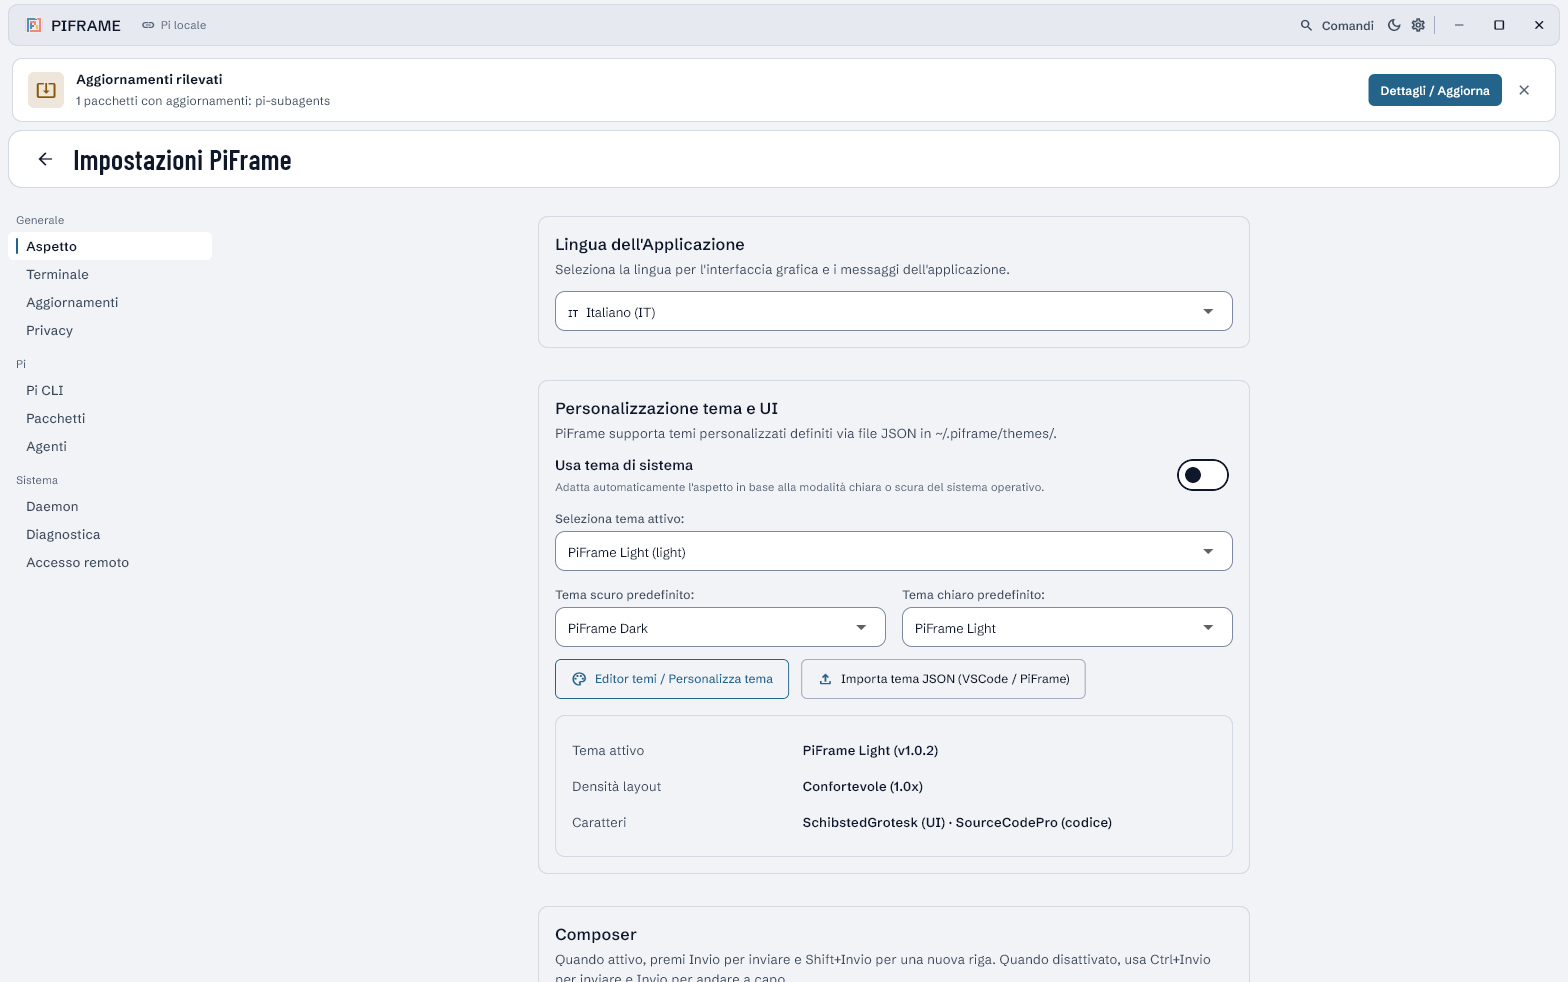 PIFRAME
Pi locale
Comandi
Aggiornamenti rilevati
1 pacchetti con aggiornamenti: pi-subagents
Dettagli / Aggiorna
Impostazioni PiFrame
Generale
Aspetto
Terminale
Aggiornamenti
Privacy
Pi
Pi CLI
Pacchetti
Agenti
Sistema
Daemon
Diagnostica
Accesso remoto
Lingua dell'Applicazione
Seleziona la lingua per l'interfaccia grafica e i messaggi dell'applicazione.
IT Italiano (IT)
Personalizzazione tema e UI
PiFrame supporta temi personalizzati definiti via file JSON in ~/.piframe/themes/.
Usa tema di sistema
Adatta automaticamente l'aspetto in base alla modalità chiara o scura del sistema operativo.
Seleziona tema attivo:
PiFrame Light (light)
Tema scuro predefinito:
PiFrame Dark
Tema chiaro predefinito:
PiFrame Light
Editor temi / Personalizza tema
Importa tema JSON (VSCode / PiFrame)
Tema attivo
PiFrame Light (v1.0.2)
Densità layout
Confortevole (1.0x)
Caratteri
SchibstedGrotesk (UI) · SourceCodePro (codice)
Composer
Quando attivo, premi Invio per inviare e Shift+Invio per una nuova riga. Quando disattivato, usa Ctrl+Invio
per inviare e Invio per andare a capo.